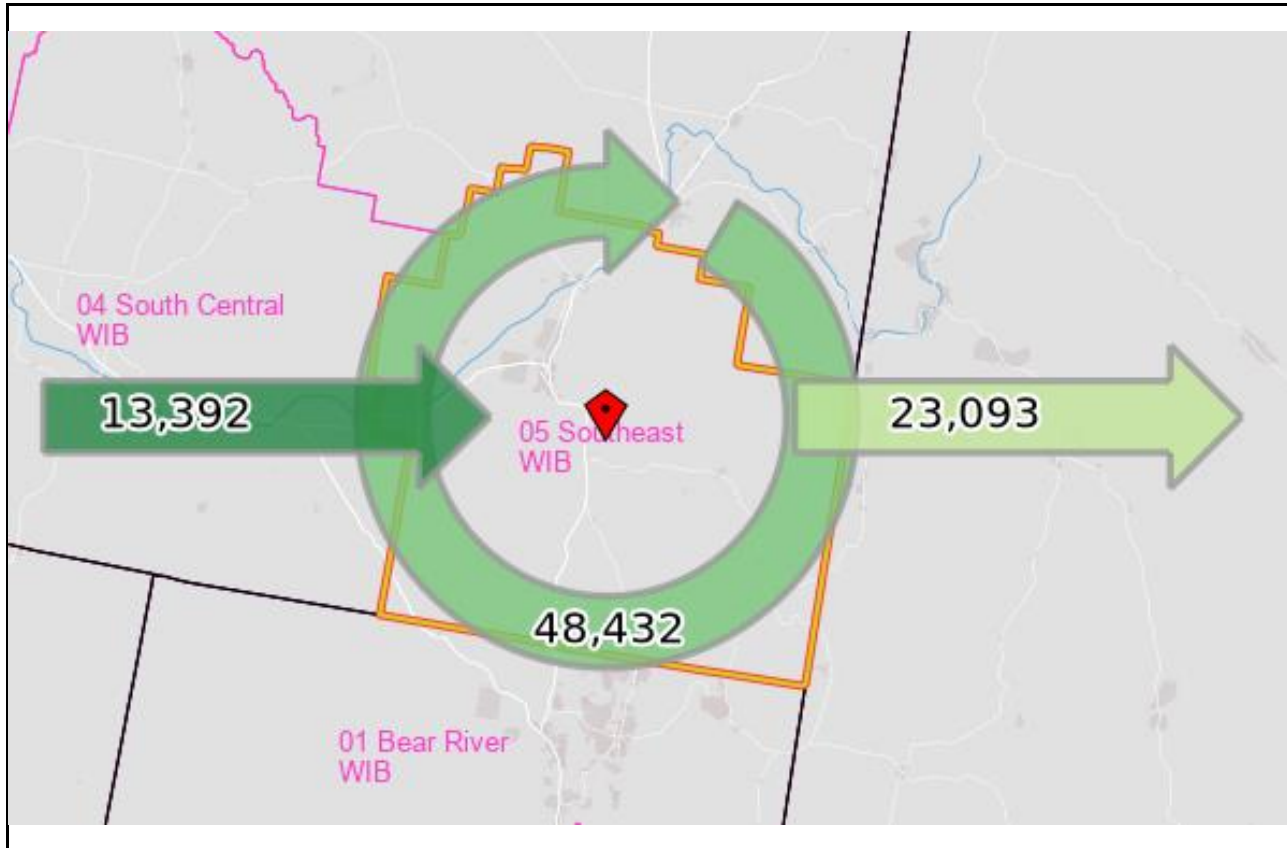 04 South Central
WIB
13,392
23,093
05 Southeast
WIB
48,432
01 Bear River
WIB